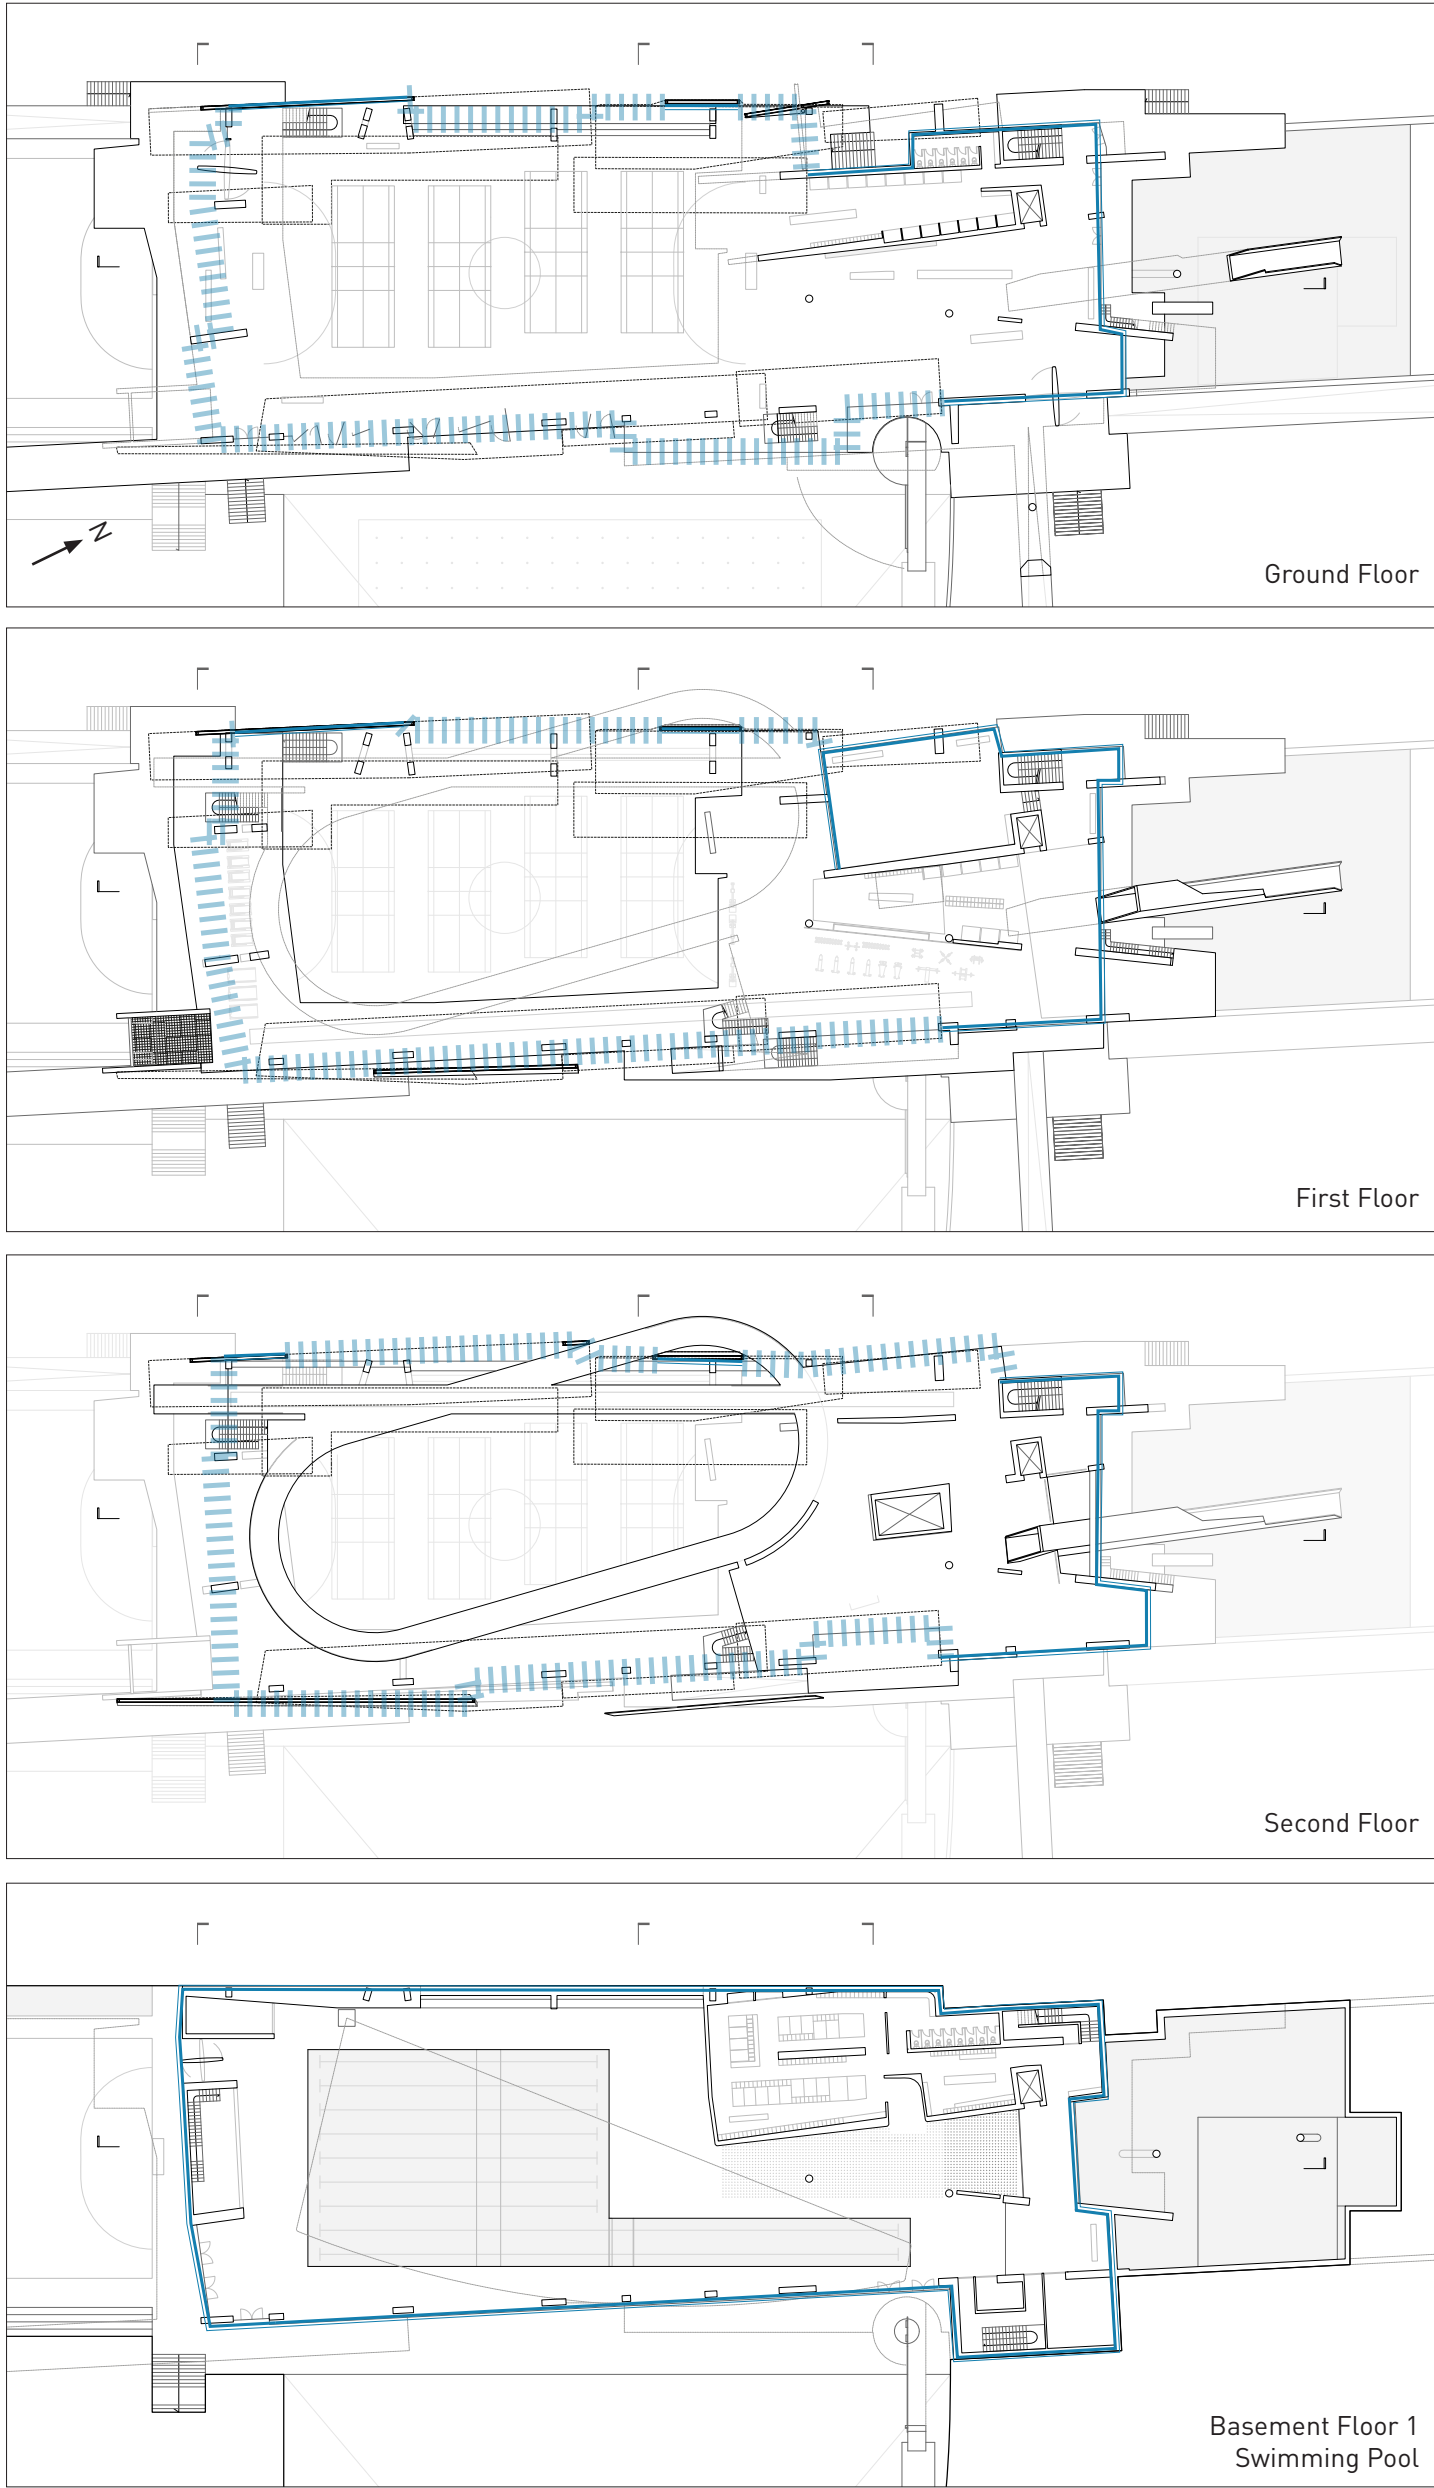 N
Ground Floor
First Floor
Second Floor
Basement Floor 1
Swimming Pool